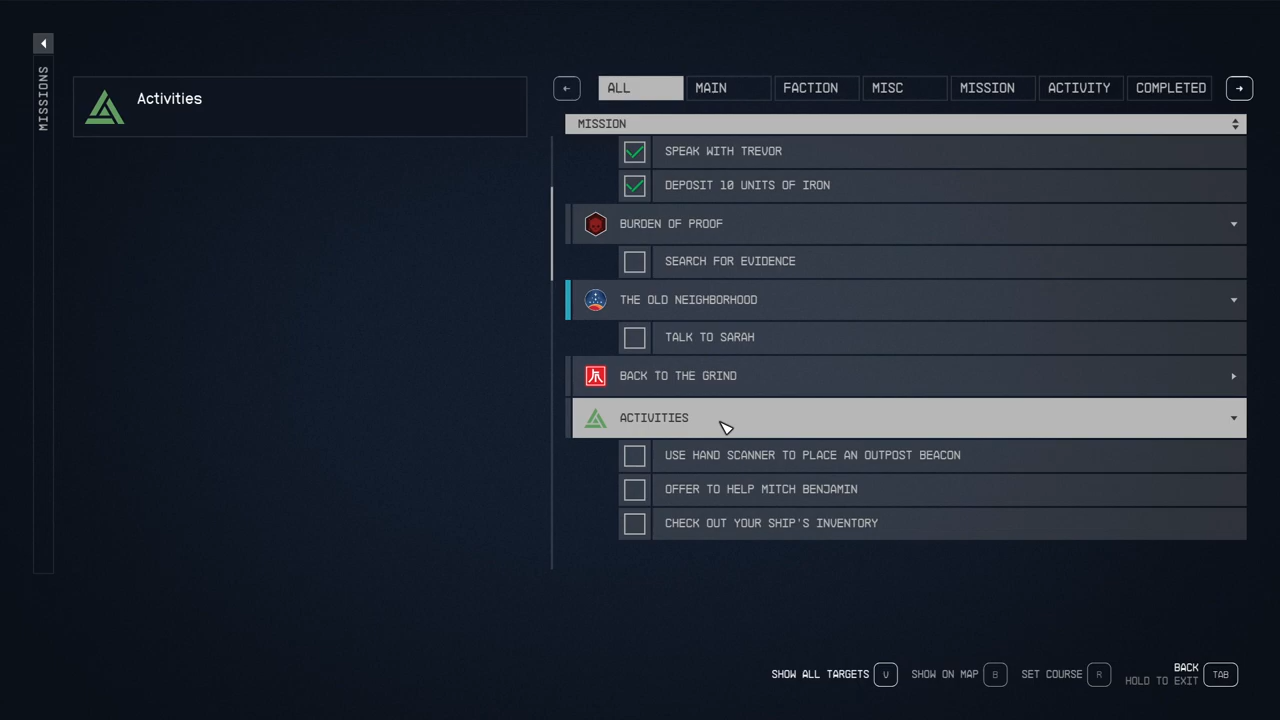 MISSIONS
Activities
ALL
MAIN
FACTION
MISC
MISSION
ACTIVITY
COMPLETED
MISSION
SPEAK WITH TREVOR
DEPOSIT 10 UNITS OF IRON
BURDEN OF PROOF
SEARCH FOR EVIDENCE
THE OLD NEIGHBORHOOD
TALK TO SARAH
BACK TO THE GRIND
ACTIVITIES
USE HAND SCANNER TO PLACE AN OUTPOST BEACON
OFFER TO HELP MITCH BENJAMIN
CHECK OUT YOUR SHIP'S INVENTORY
SHOW ALL TARGETS V
SHOW ON MAP B
SET COURSE R
BACK
HOLD TO EXIT
TAB